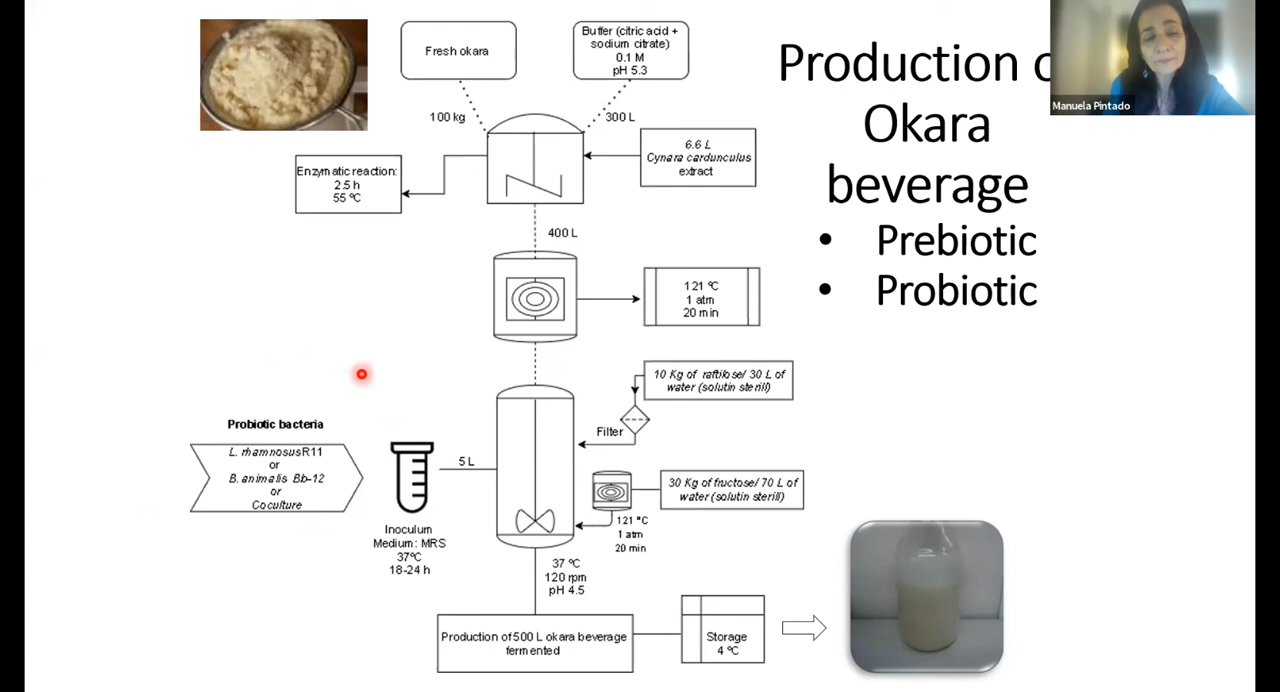 Production o
Okara
beverage
• Prebiotic
• Probiotic
Manuela Pintado
Fresh okara
Buffer (citric acid +
sodium citrate)
0.1 M
pH 5.3
100 kg
300 L
6.6 L
Cynara cardunculus
extract
Enzymatic reaction:
2.5 h
55 ºC
400 L
121 ºC
1 atm
20 min
10 Kg of raftilose/ 30 L of
water (solutin sterill)
Filter
Probiotic bacteria
L. rhamnosus R11
or
B. animalis Bb-12
or
Coculture
5 L
Inoculum
Medium: MRS
37ºC
18-24 h
30 Kg of fructose/ 70 L of
water (solutin sterill)
121 ºC
1 atm
20 min
37 ºC
120 rpm
pH 4.5
Production of 500 L okara beverage
fermented
Storage
4 ºC